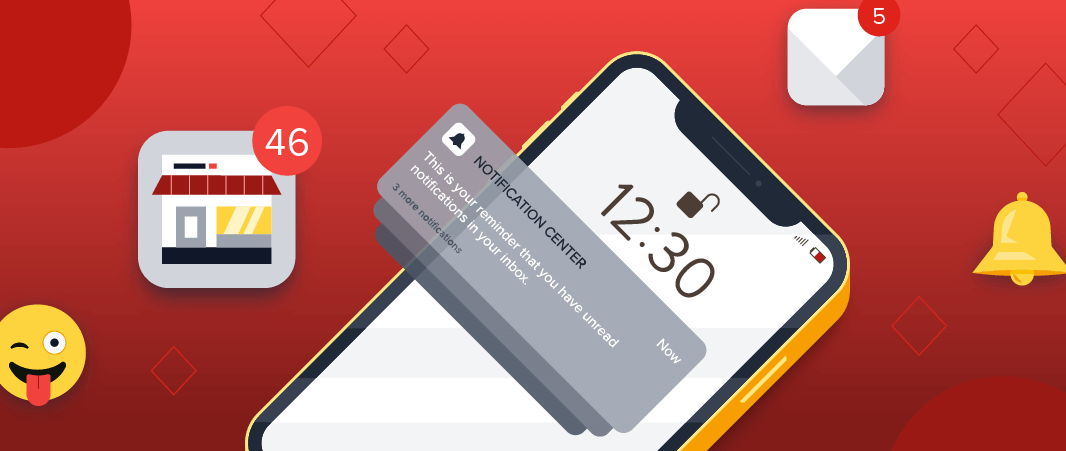 5
46
NOTIFICATION CENTER
This is your reminder that you have unread
notifications in your inbox.
3 more notifications
Now
12:30